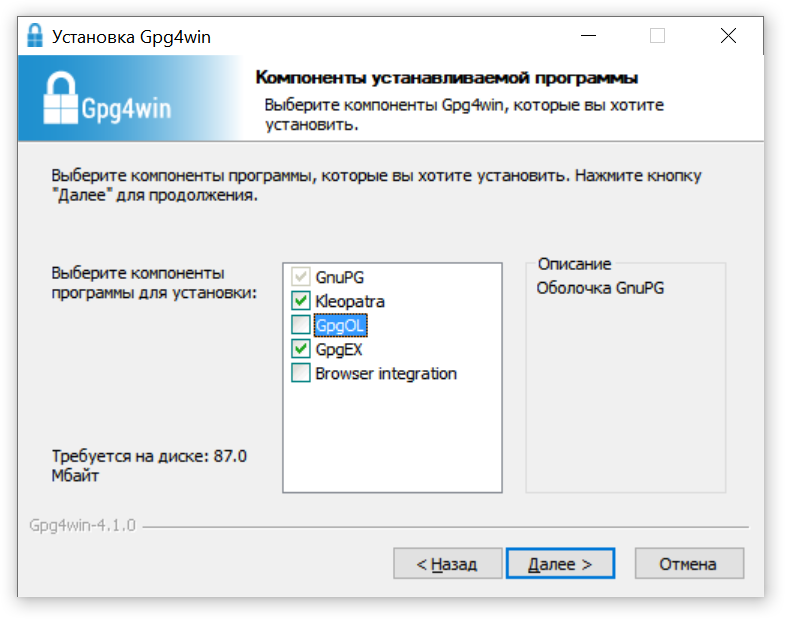 Установка Gpg4win
Gpg4win
Компоненты устанавливаемой программы
Выберите компоненты Gpg4win, которые вы хотите
установить.
Выберите компоненты программы, которые вы хотите установить. Нажмите кнопку
"Далее" для продолжения.
Выберите компоненты
программы для установки:
GnuPG
Kleopatra
GpgOL
GpgEX
Browser integration
Описание
Оболочка GnuPG
Требуется на диске: 87.0
Мбайт
Gpg4win-4.1.0
< Назад
Далее >
Отмена